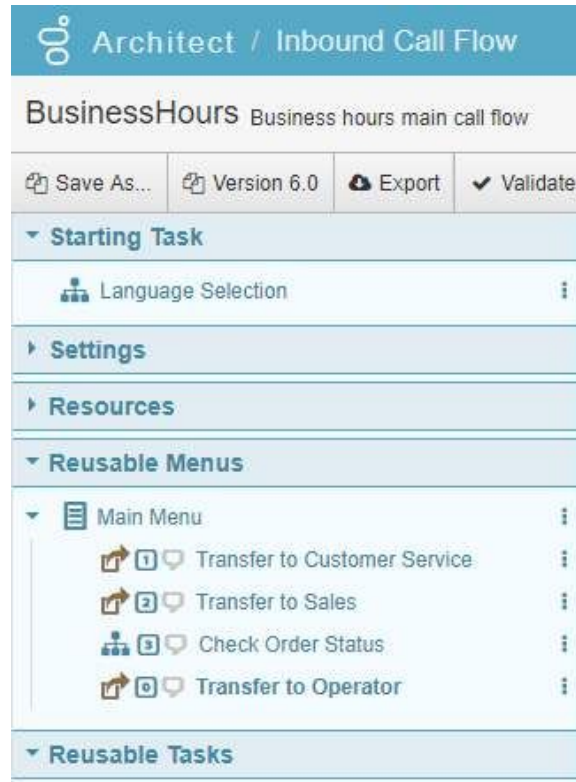 Architect / Inbound Call Flow
BusinessHours Business hours main call flow
Save As... Version 6.0 Export Validate
Starting Task
Language Selection
Settings
Resources
Reusable Menus
Main Menu
1 Transfer to Customer Service
2 Transfer to Sales
3 Check Order Status
0 Transfer to Operator
Reusable Tasks